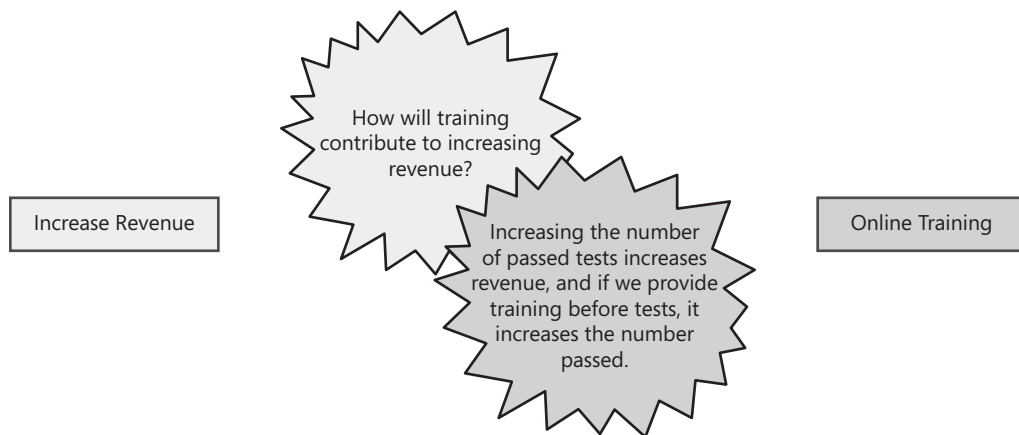 How will training
contribute to increasing
revenue?
Increase Revenue
Online Training
Increasing the number
of passed tests increases
revenue, and if we provide
training before tests, it
increases the number
passed.